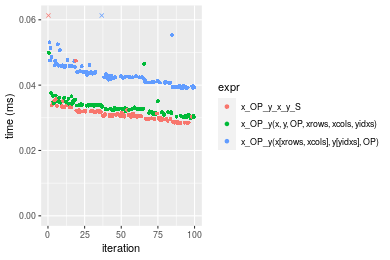 0.06
0.04
0.02
0.00
0
25
50
75
100
iteration
time (ms)
expr
x_OP_y_x_y_S
x_OP_y(x, y, OP, xrows, xcols, yidxs)
x_OP_y(x[xrows, xcols], y[yidxs], OP)